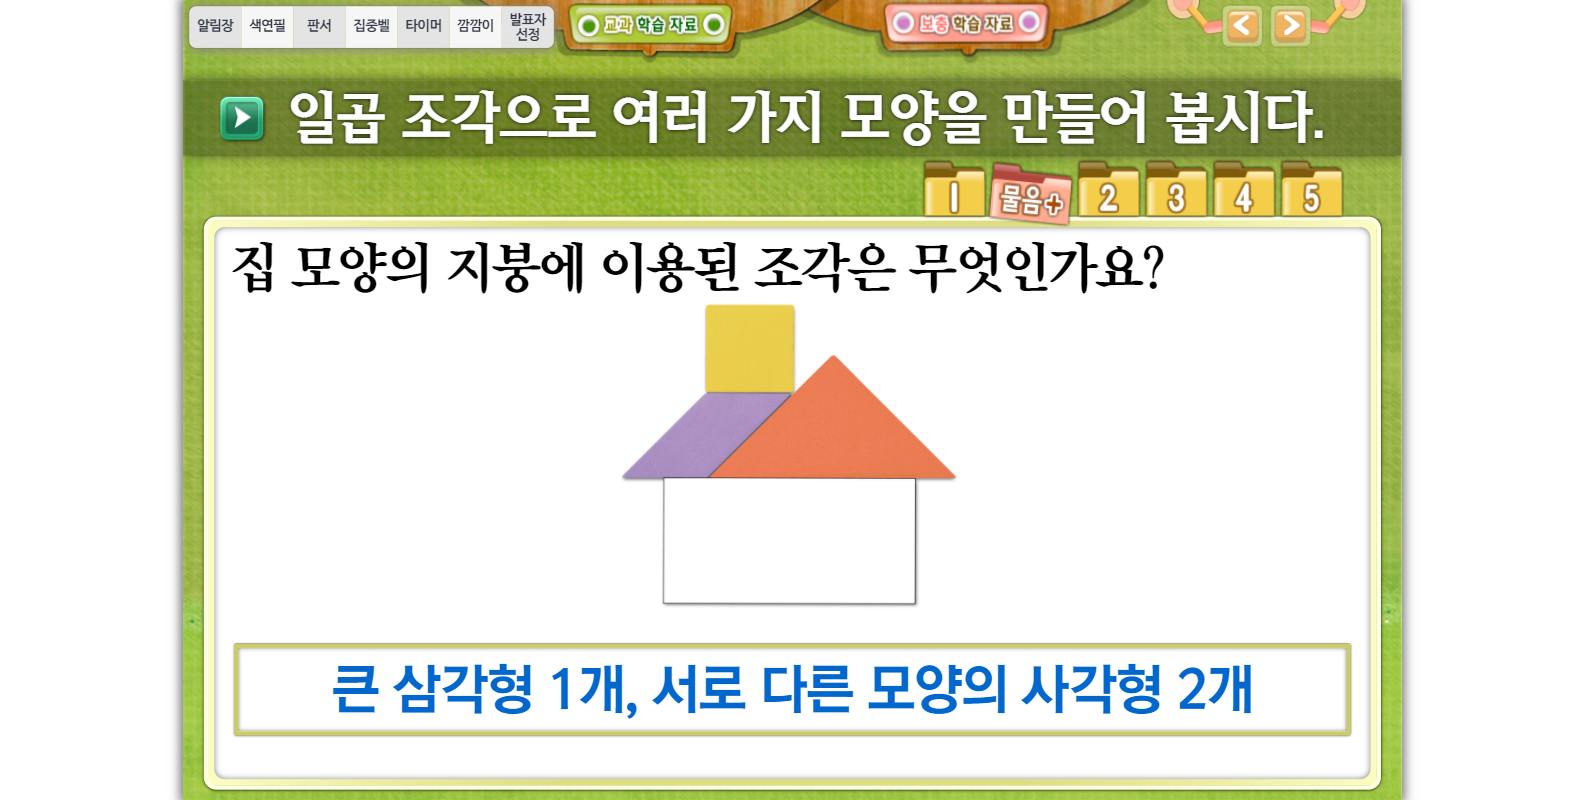 알림장 색연필 판서 집중벨 타이머 깜깜이 발표자
선정
교과 학습 자료
보충 학습 자료
일곱 조각으로 여러 가지 모양을 만들어 봅시다.
1 물음+ 2 3 4 5
집 모양의 지붕에 이용된 조각은 무엇인가요?
큰 삼각형 1개, 서로 다른 모양의 사각형 2개